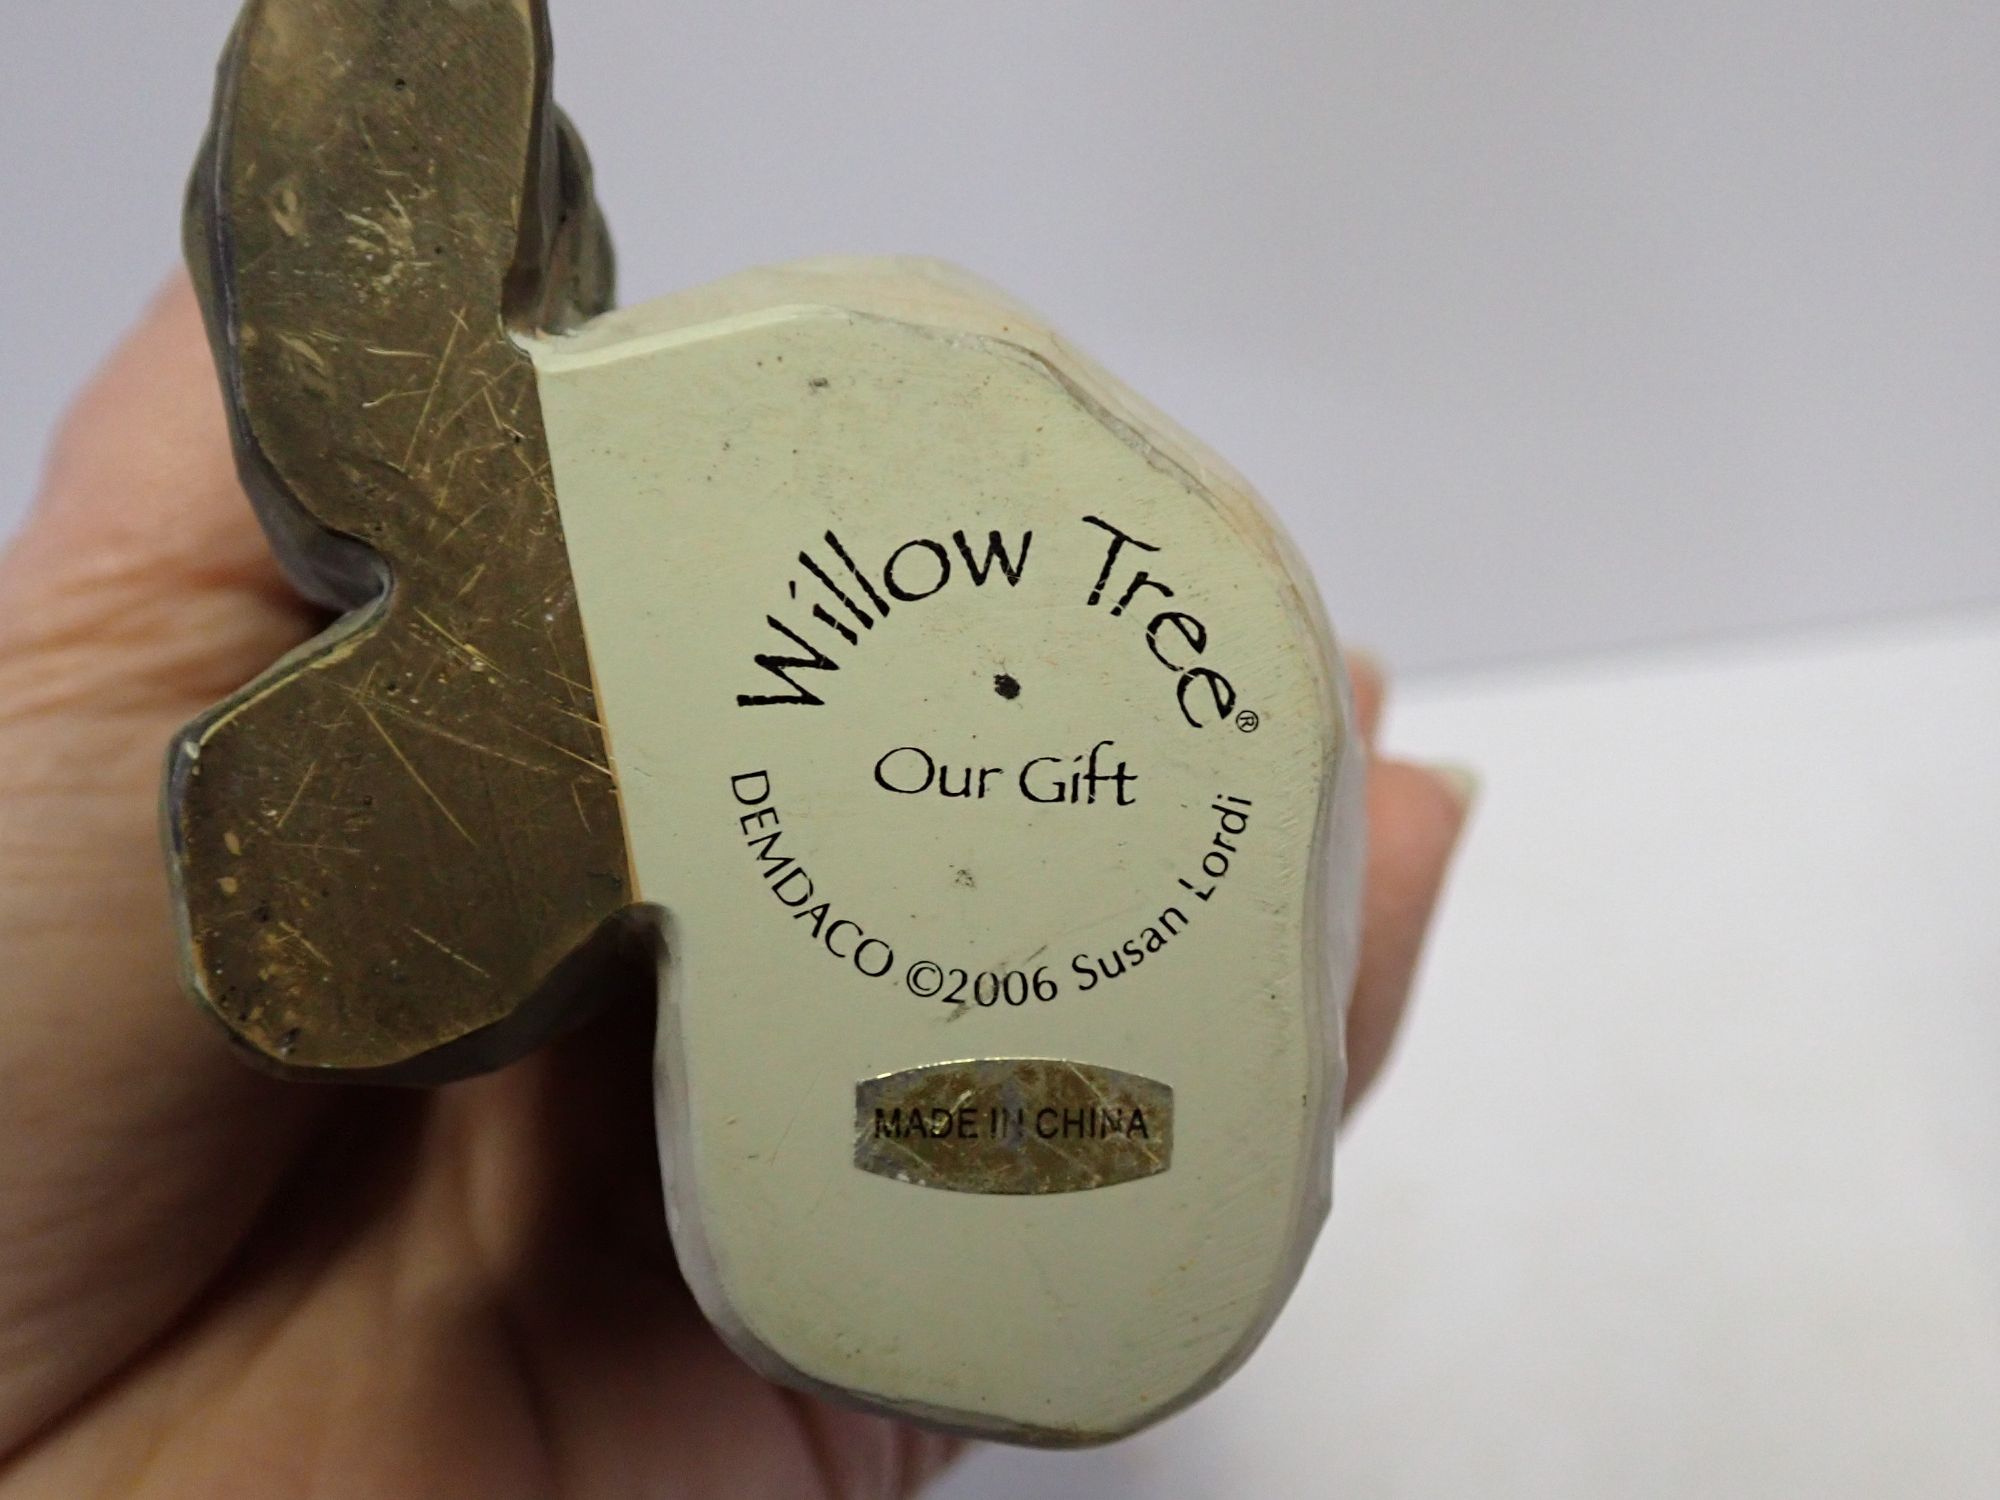 Willow Tree®
Our Gift
DEMDACO ©2006 Susan Lordi
MADE IN CHINA